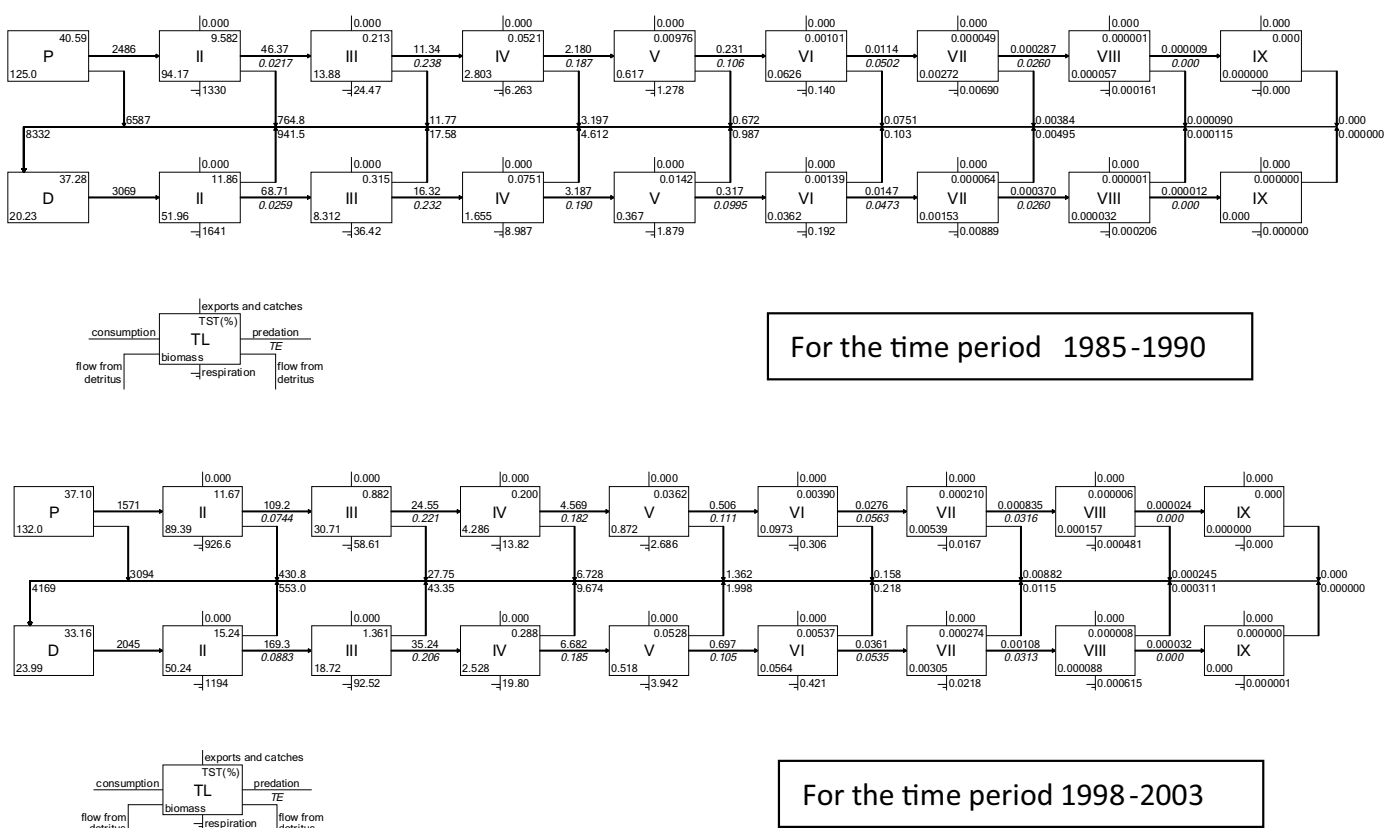 0.000 0.000 0.000 0.000 0.000 0.000 0.000 0.000
40.59 9.582 0.213 0.0521 0.00976 0.00101 0.000049 0.000001 0.000
P 2486 II 46.37 III 11.34 IV 2.180 V 0.231 VI 0.0114 VII 0.000287 VIII 0.000009 IX
0.0217 0.238 0.187 0.106 0.0502 0.0260 0.000
125.0 94.17 13.88 2.803 0.617 0.0626 0.00272 0.000057 0.000000
1330 24.47 6.263 1.278 0.140 0.00690 0.000161 0.000
6587 764.8 11.77 3.197 0.672 0.0751 0.00384 0.000090 0.000
8332 941.5 17.58 4.612 0.987 0.103 0.00495 0.000115 0.000000
0.000 0.000 0.000 0.000 0.000 0.000 0.000 0.000
37.28 11.86 0.315 0.0751 0.0142 0.00139 0.000064 0.000001 0.000000
D 3069 II 68.71 III 16.32 IV 3.187 V 0.317 VI 0.0147 VII 0.000370 VIII 0.000012 IX
0.0259 0.232 0.190 0.0995 0.0473 0.0260 0.000
20.23 51.96 8.312 1.655 0.367 0.0362 0.00153 0.000032 0.000
1641 36.42 8.987 1.879 0.192 0.00889 0.000206 0.000000
exports and catches
TST(%)
consumption TL predation
TE
biomass
flow from detritus respiration flow from detritus
For the time period 1985-1990
0.000 0.000 0.000 0.000 0.000 0.000 0.000 0.000
37.10 11.67 0.882 0.200 0.0362 0.00390 0.000210 0.000006 0.000
P 1571 II 109.2 III 24.55 IV 4.569 V 0.506 VI 0.0276 VII 0.000835 VIII 0.000024 IX
0.0744 0.221 0.182 0.111 0.0563 0.0316 0.000
132.0 89.39 30.71 4.286 0.872 0.0973 0.00539 0.000157 0.000000
926.6 58.61 13.82 2.686 0.306 0.0167 0.000481 0.000
3094 430.8 27.75 6.728 1.362 0.158 0.00882 0.000245 0.000
4169 553.0 43.35 9.674 1.998 0.218 0.0115 0.000311 0.000000
0.000 0.000 0.000 0.000 0.000 0.000 0.000 0.000
33.16 15.24 1.361 0.288 0.0528 0.00537 0.000274 0.000008 0.000000
D 2045 II 169.3 III 35.24 IV 6.682 V 0.697 VI 0.0361 VII 0.00108 VIII 0.000032 IX
0.0883 0.206 0.185 0.105 0.0535 0.0313 0.000
23.99 50.24 18.72 2.528 0.518 0.0564 0.00305 0.000088 0.000
1194 92.52 19.80 3.942 0.421 0.0218 0.000615 0.000001
exports and catches
TST(%)
consumption TL predation
TE
biomass
flow from detritus respiration flow from detritus
For the time period 1998-2003